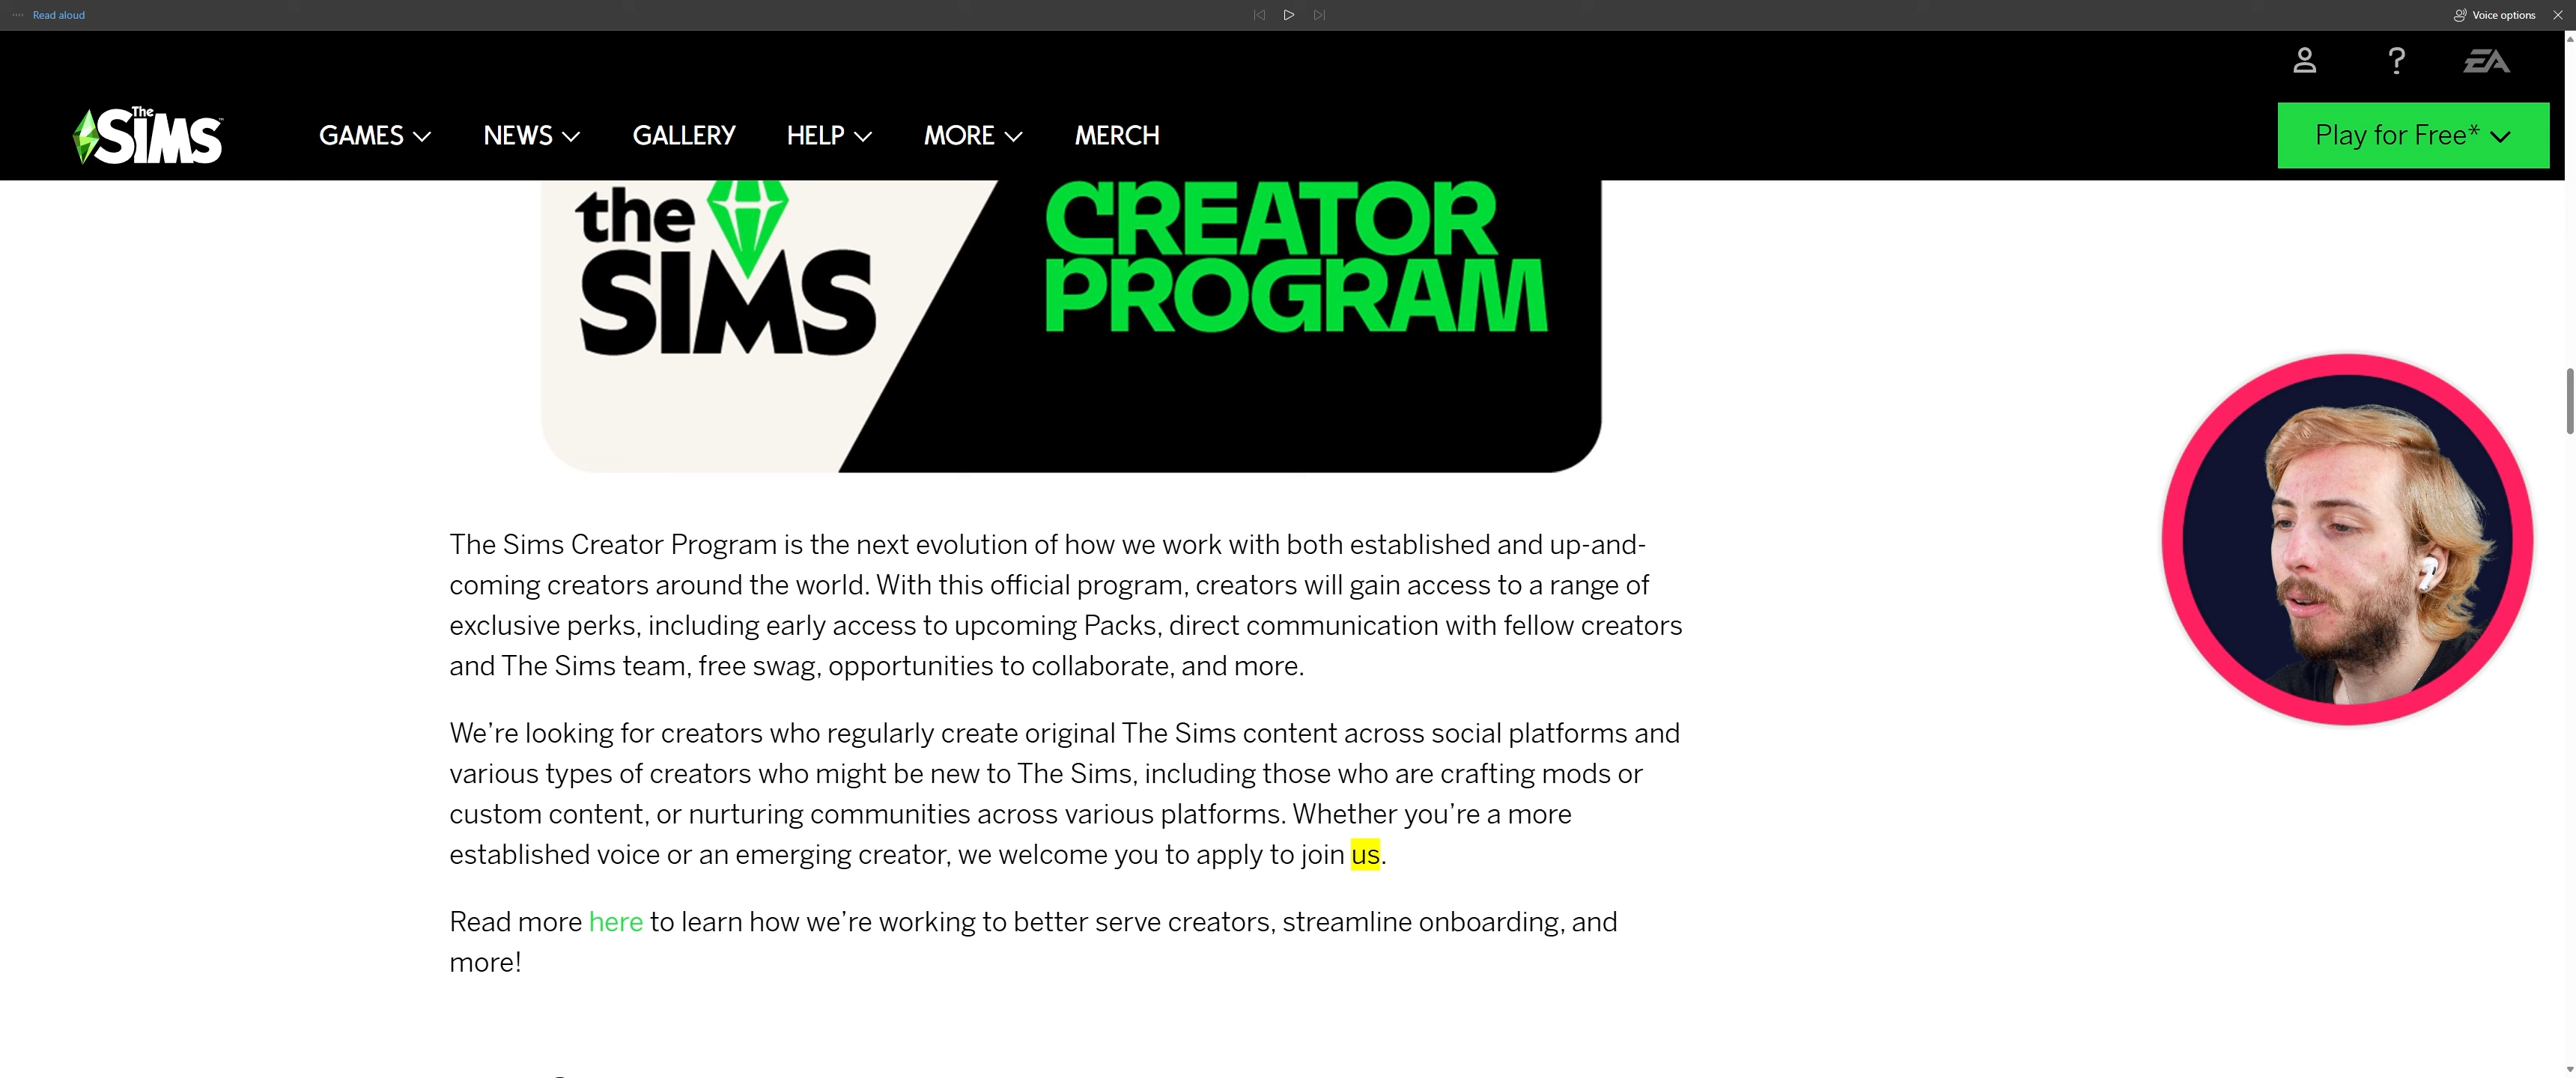 Read aloud
Voice options
EA
The SIMS
GAMES NEWS GALLERY HELP MORE MERCH
Play for Free*
the SIMS
CREATOR PROGRAM
The Sims Creator Program is the next evolution of how we work with both established and up-and-
coming creators around the world. With this official program, creators will gain access to a range of
exclusive perks, including early access to upcoming Packs, direct communication with fellow creators
and The Sims team, free swag, opportunities to collaborate, and more.
We’re looking for creators who regularly create original The Sims content across social platforms and
various types of creators who might be new to The Sims, including those who are crafting mods or
custom content, or nurturing communities across various platforms. Whether you’re a more
established voice or an emerging creator, we welcome you to apply to join us.
Read more here to learn how we’re working to better serve creators, streamline onboarding, and
more!